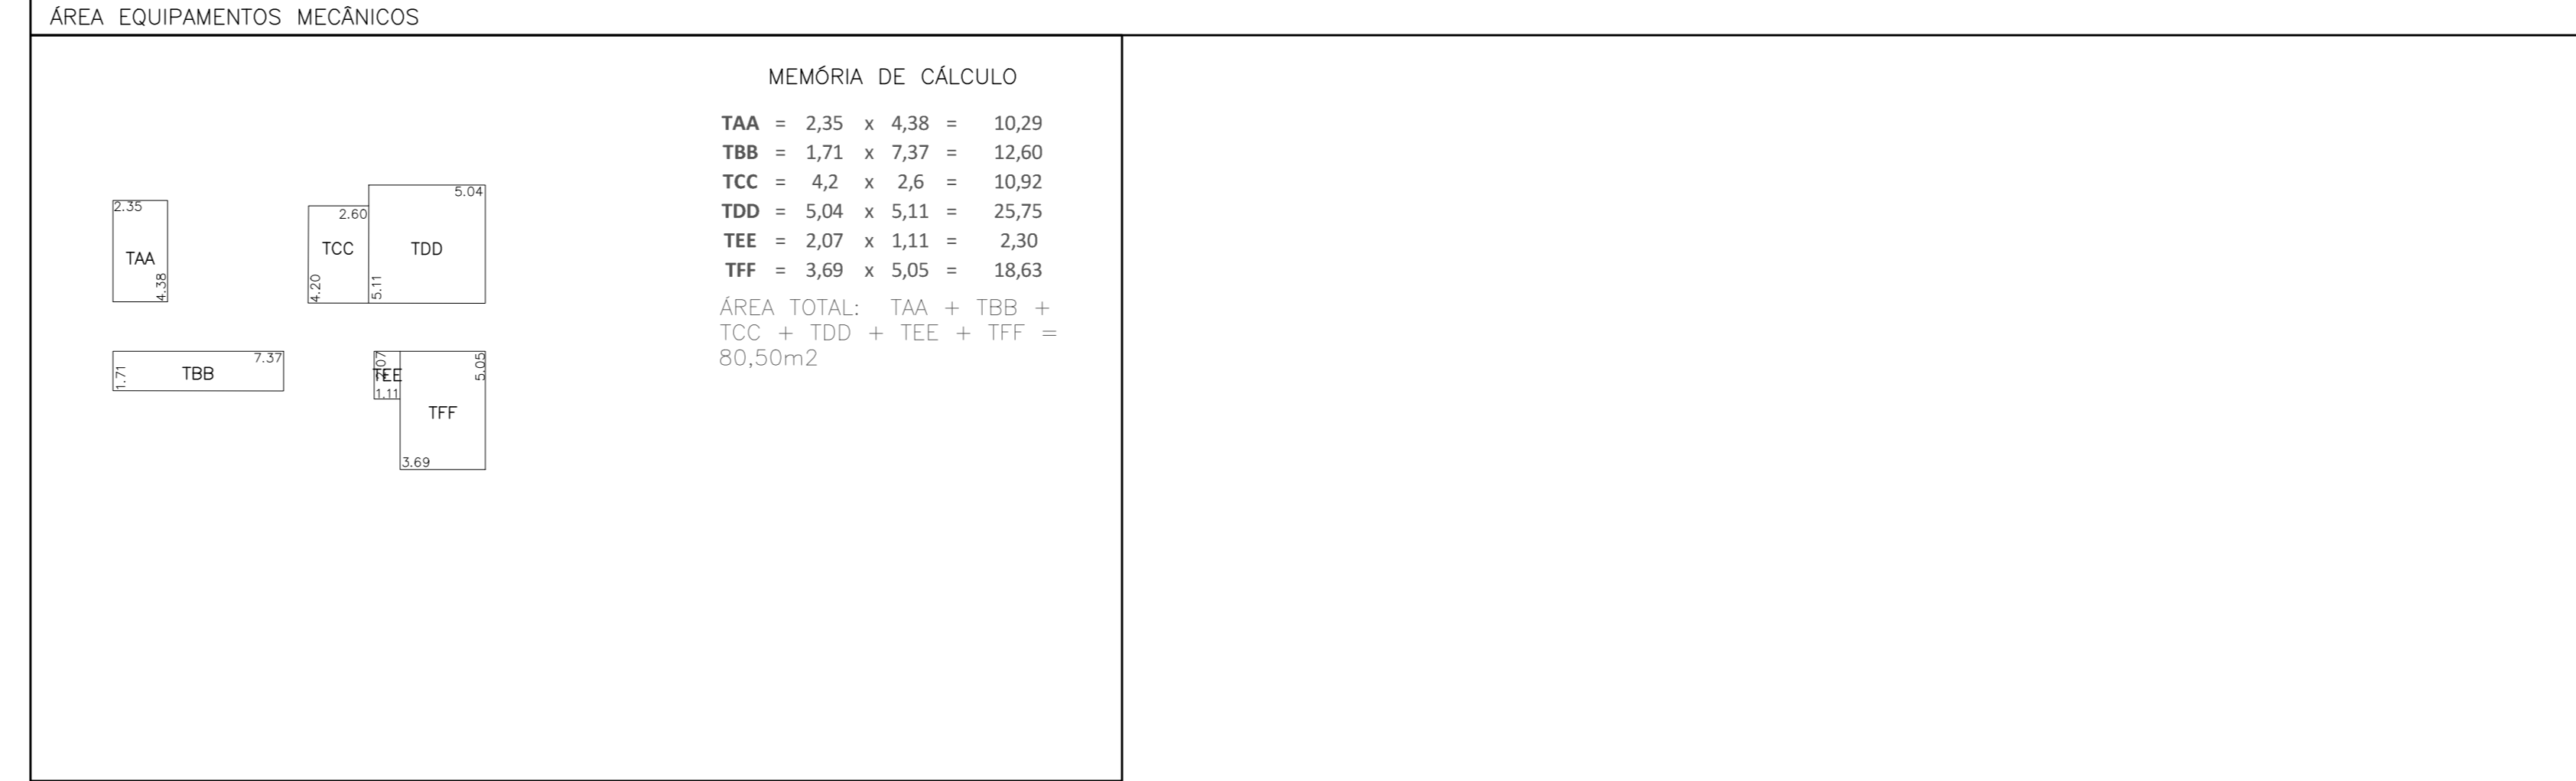 ÁREA EQUIPAMENTOS MECÂNICOS
MEMÓRIA DE CÁLCULO
TAA = 2,35 x 4,38 = 10,29
TBB = 1,71 x 7,37 = 12,60
TCC = 4,2 x 2,6 = 10,92
TDD = 5,04 x 5,11 = 25,75
TEE = 2,07 x 1,11 = 2,30
TFF = 3,69 x 5,05 = 18,63
ÁREA TOTAL: TAA + TBB +
TCC + TDD + TEE + TFF =
80,50m2
2.35
TAA
4.38
2.60
TCC
4.20
5.04
TDD
5.11
7.37
TBB
1.71
2.07
TEE
1.11
5.05
TFF
3.69